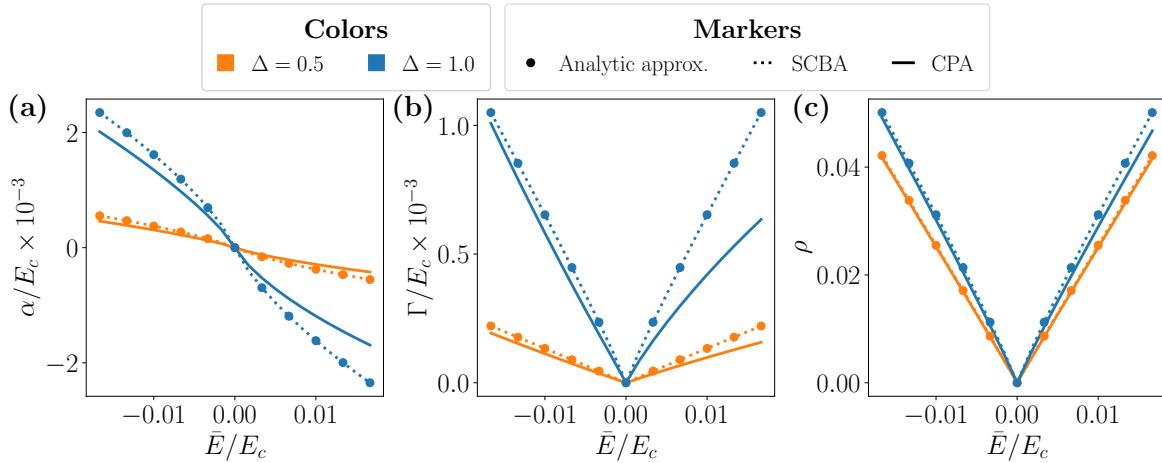 Colors
Δ = 0.5 Δ = 1.0
Markers
Analytic approx. SCBA CPA
(a)
α/E_c × 10⁻³
2
0
−2
−0.01 0.00 0.01
Ē/E_c
(b)
Γ/E_c × 10⁻³
1.0
0.5
0.0
−0.01 0.00 0.01
Ē/E_c
(c)
ρ
0.04
0.02
0.00
−0.01 0.00 0.01
Ē/E_c